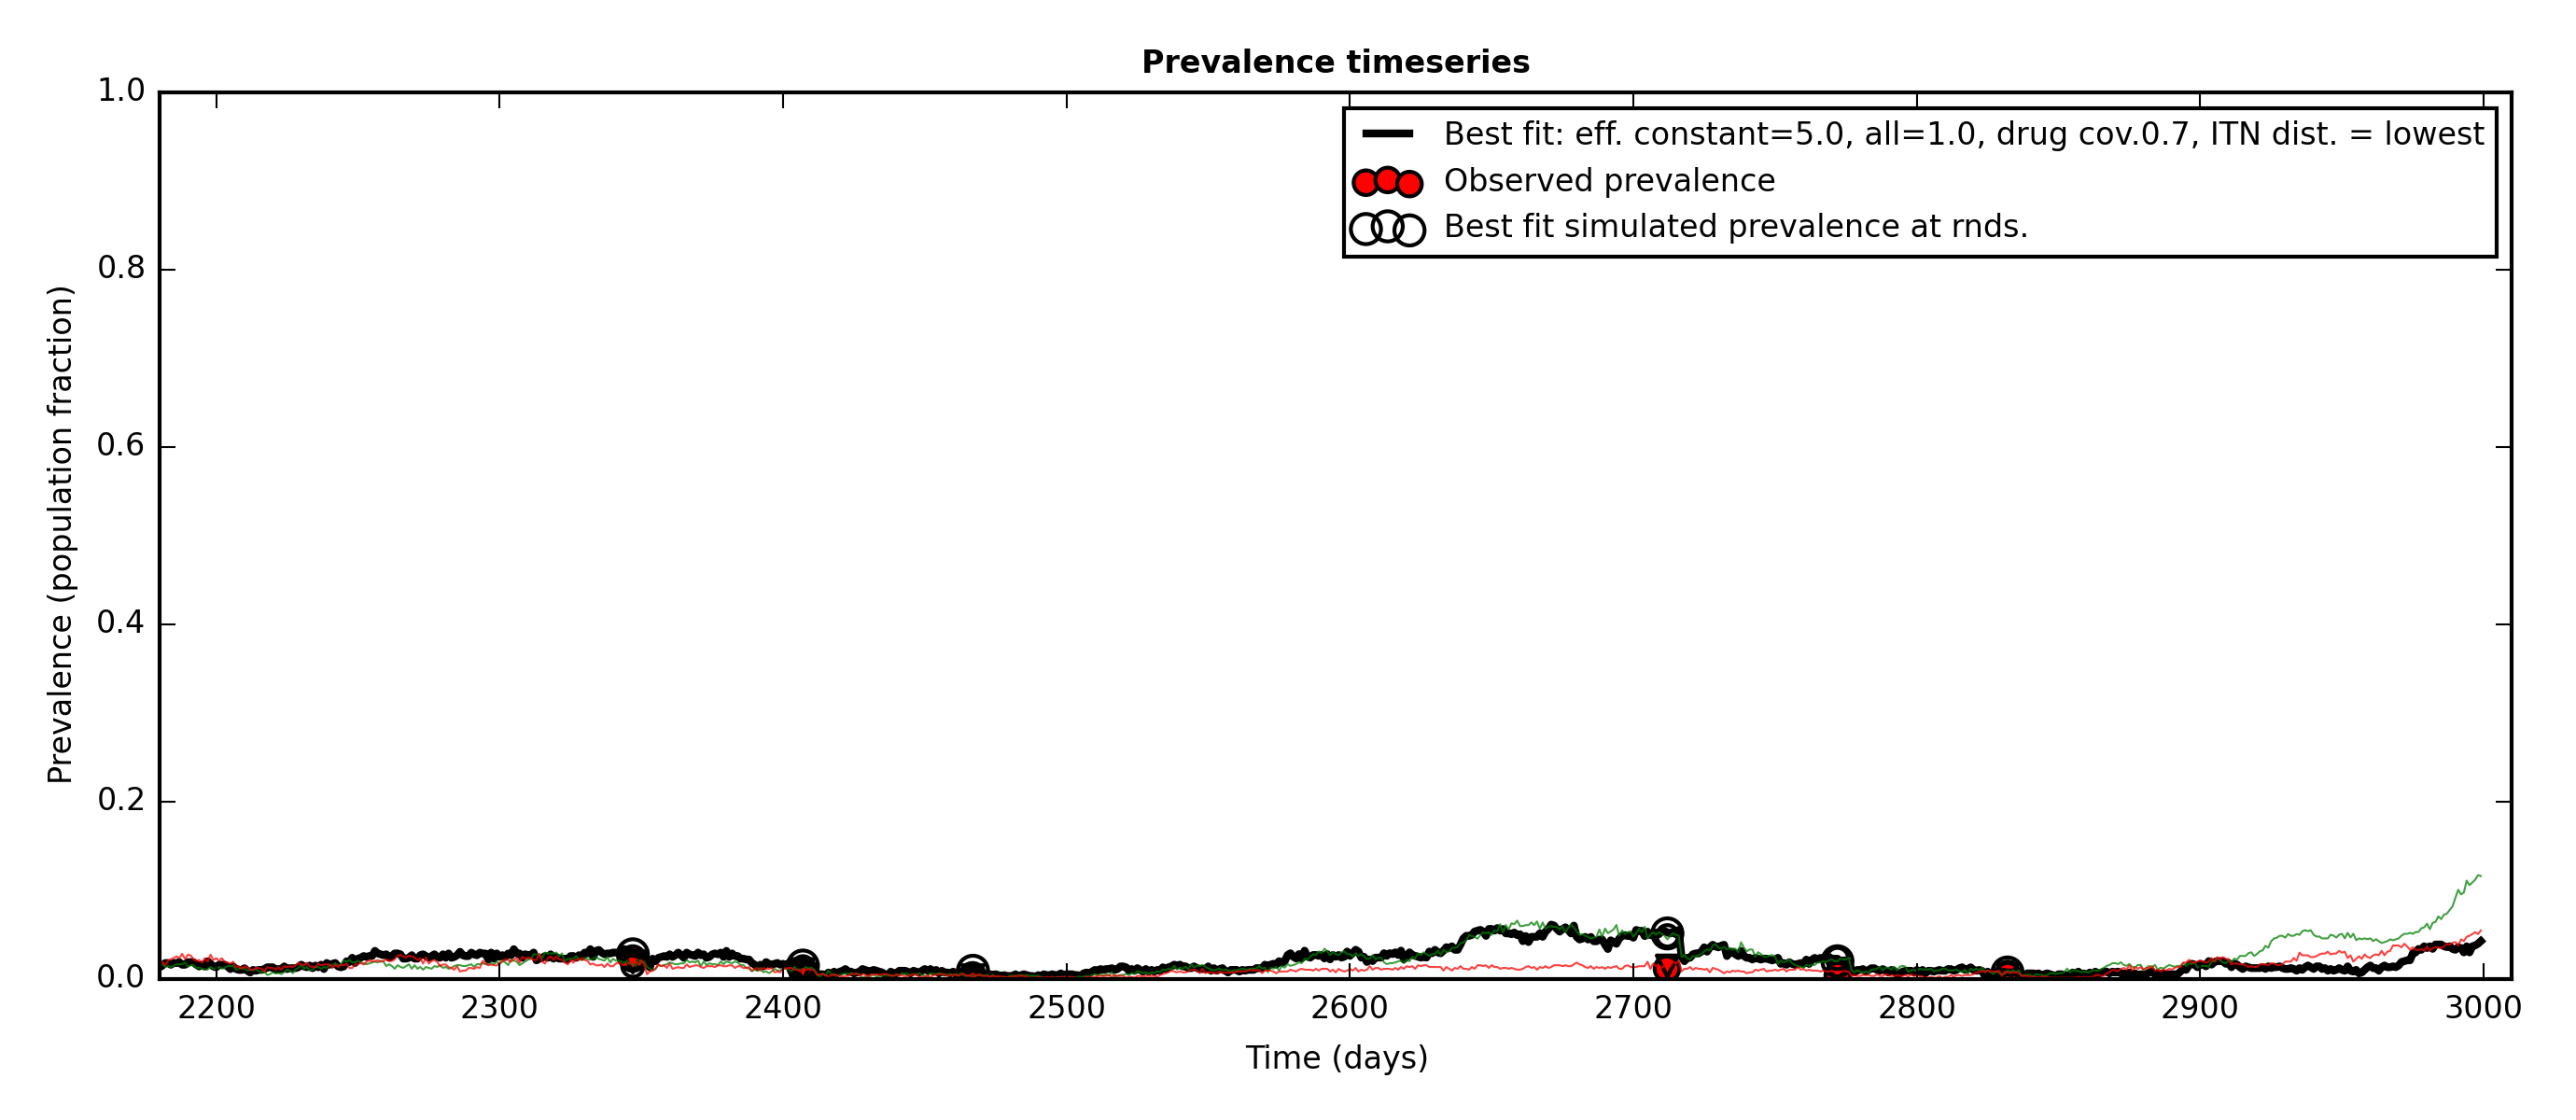 Prevalence timeseries
1.0
0.8
0.6
0.4
0.2
0.0
Prevalence (population fraction)
Best fit: eff. constant=5.0, all=1.0, drug cov.0.7, ITN dist. = lowest
Observed prevalence
Best fit simulated prevalence at rnds.
2200 2300 2400 2500 2600 2700 2800 2900 3000
Time (days)